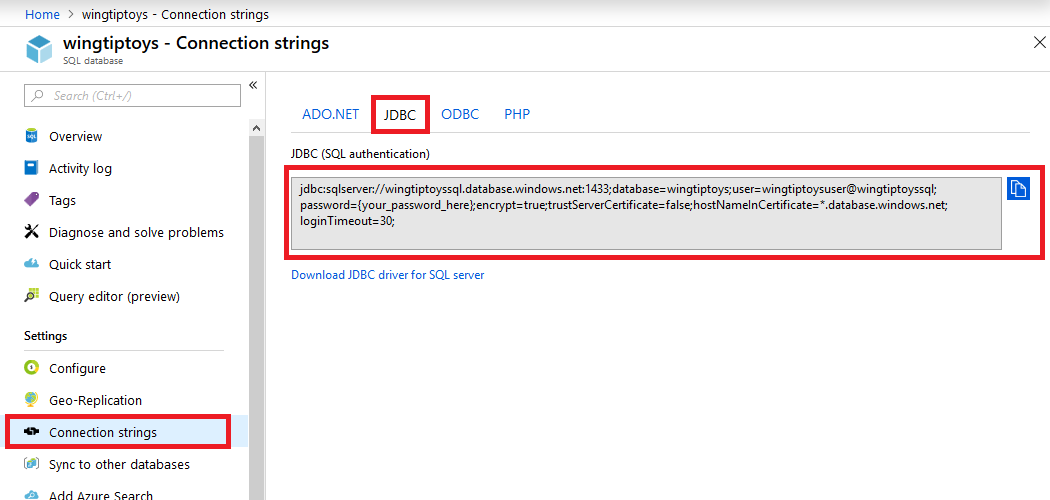 Home > wingtiptoys - Connection strings
wingtiptoys - Connection strings
SQL database
Search (Ctrl+/)
«
SQL
Overview
Activity log
Tags
Diagnose and solve problems
Quick start
Query editor (preview)
Settings
Configure
Geo-Replication
Connection strings
Sync to other databases
Add Azure Search
ADO.NET JDBC ODBC PHP
JDBC (SQL authentication)
jdbc:sqlserver://wingtiptoyssql.database.windows.net:1433;database=wingtiptoys;user=wingtiptoysuser@wingtiptoyssql;
password={your_password_here};encrypt=true;trustServerCertificate=false;hostNameInCertificate=*.database.windows.net;
loginTimeout=30;
Download JDBC driver for SQL server